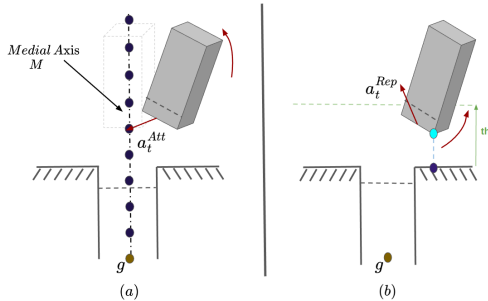 Medial Axis
M
a_t^{Att}
g
(a)
a_t^{Rep}
th
g
(b)